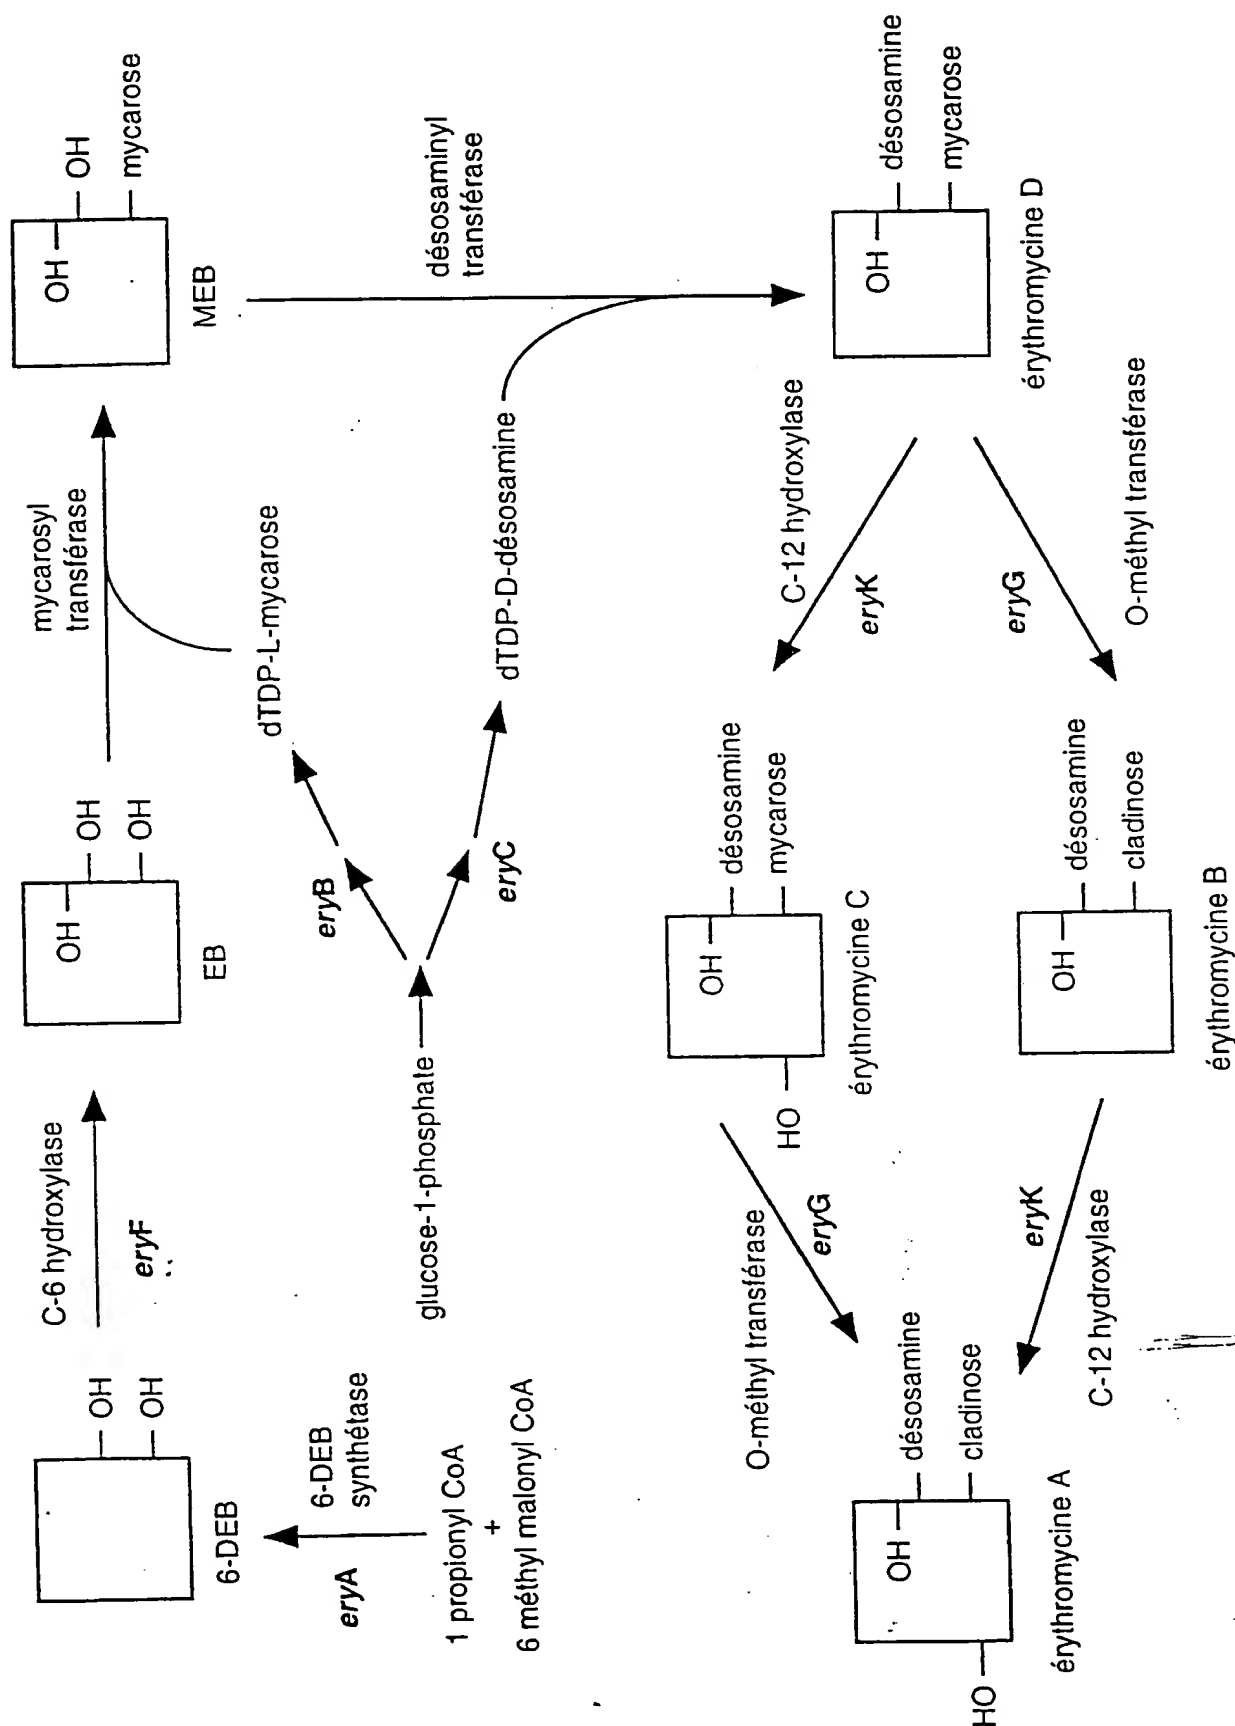 C-6 hydroxylase
eryF
mycarosyl
transférase
OH
OH
6-DEB
OH
OH
OH
EB
OH
OH
mycarose
MEB
eryA
6-DEB
synthétase
1 propionyl CoA
+
6 méthyl malonyl CoA
glucose-1-phosphate
eryB
dTDP-L-mycarose
eryC
dTDP-D-désosamine
désosaminyl
transférase
OH
désosamine
mycarose
érythromycine D
C-12 hydroxylase
eryK
eryG
O-méthyl transférase
HO
OH
désosamine
mycarose
érythromycine C
O-méthyl transférase
eryG
OH
désosamine
cladinose
érythromycine B
eryK
C-12 hydroxylase
HO
OH
désosamine
cladinose
érythromycine A